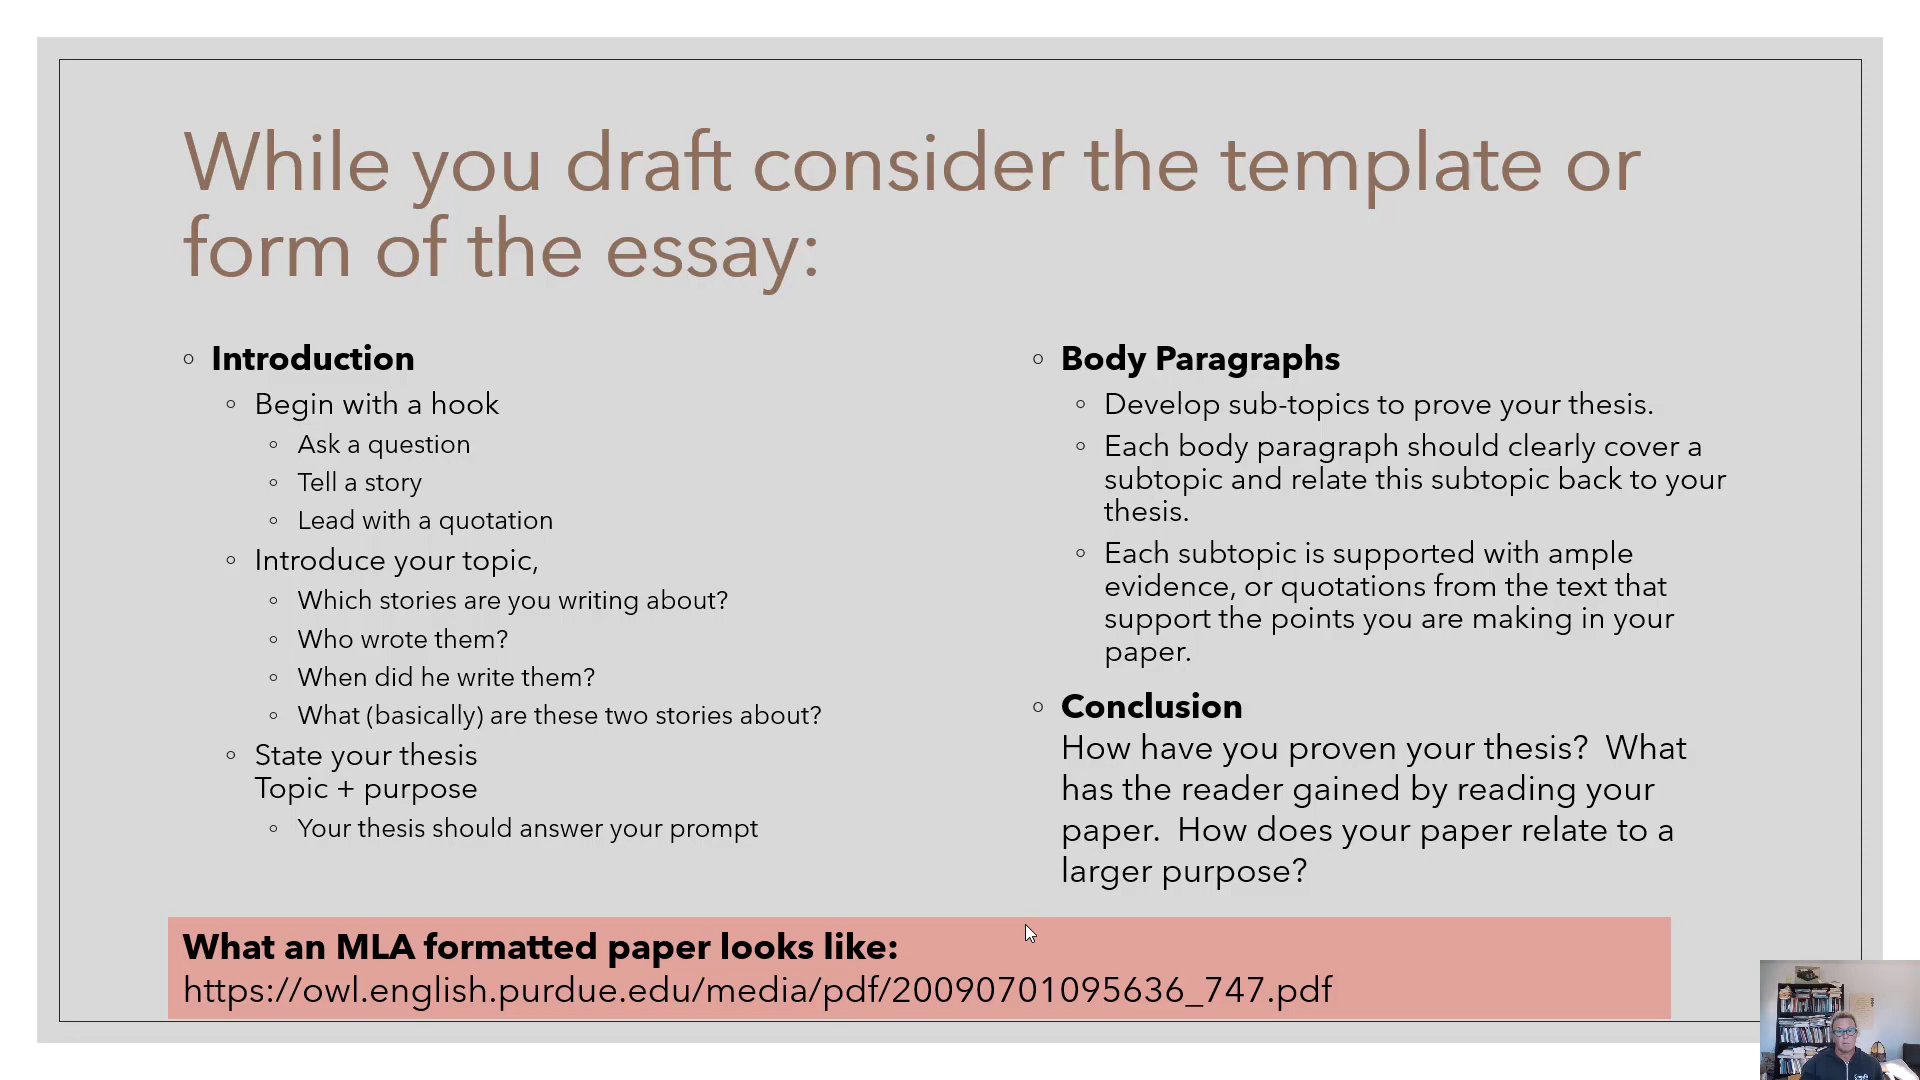 While you draft consider the template or
form of the essay:
Introduction
Begin with a hook
Ask a question
Tell a story
Lead with a quotation
Introduce your topic,
Which stories are you writing about?
Who wrote them?
When did he write them?
What (basically) are these two stories about?
State your thesis
Topic + purpose
Your thesis should answer your prompt
Body Paragraphs
Develop sub-topics to prove your thesis.
Each body paragraph should clearly cover a
subtopic and relate this subtopic back to your
thesis.
Each subtopic is supported with ample
evidence, or quotations from the text that
support the points you are making in your
paper.
Conclusion
How have you proven your thesis?  What
has the reader gained by reading your
paper.  How does your paper relate to a
larger purpose?
What an MLA formatted paper looks like:
https://owl.english.purdue.edu/media/pdf/20090701095636_747.pdf